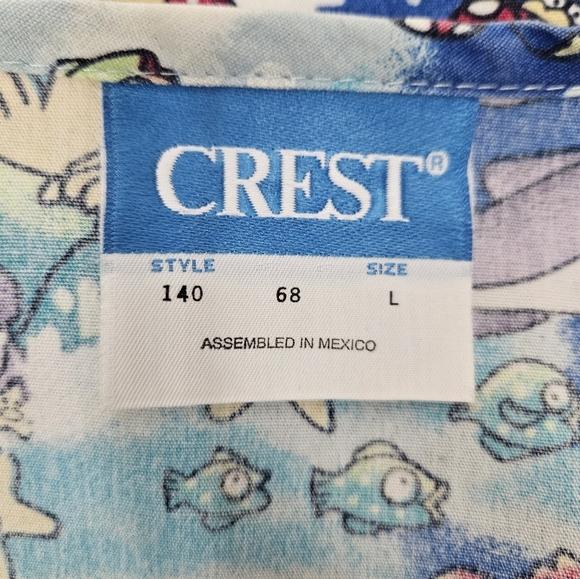 CREST®
STYLE SIZE
140 68 L
ASSEMBLED IN MEXICO